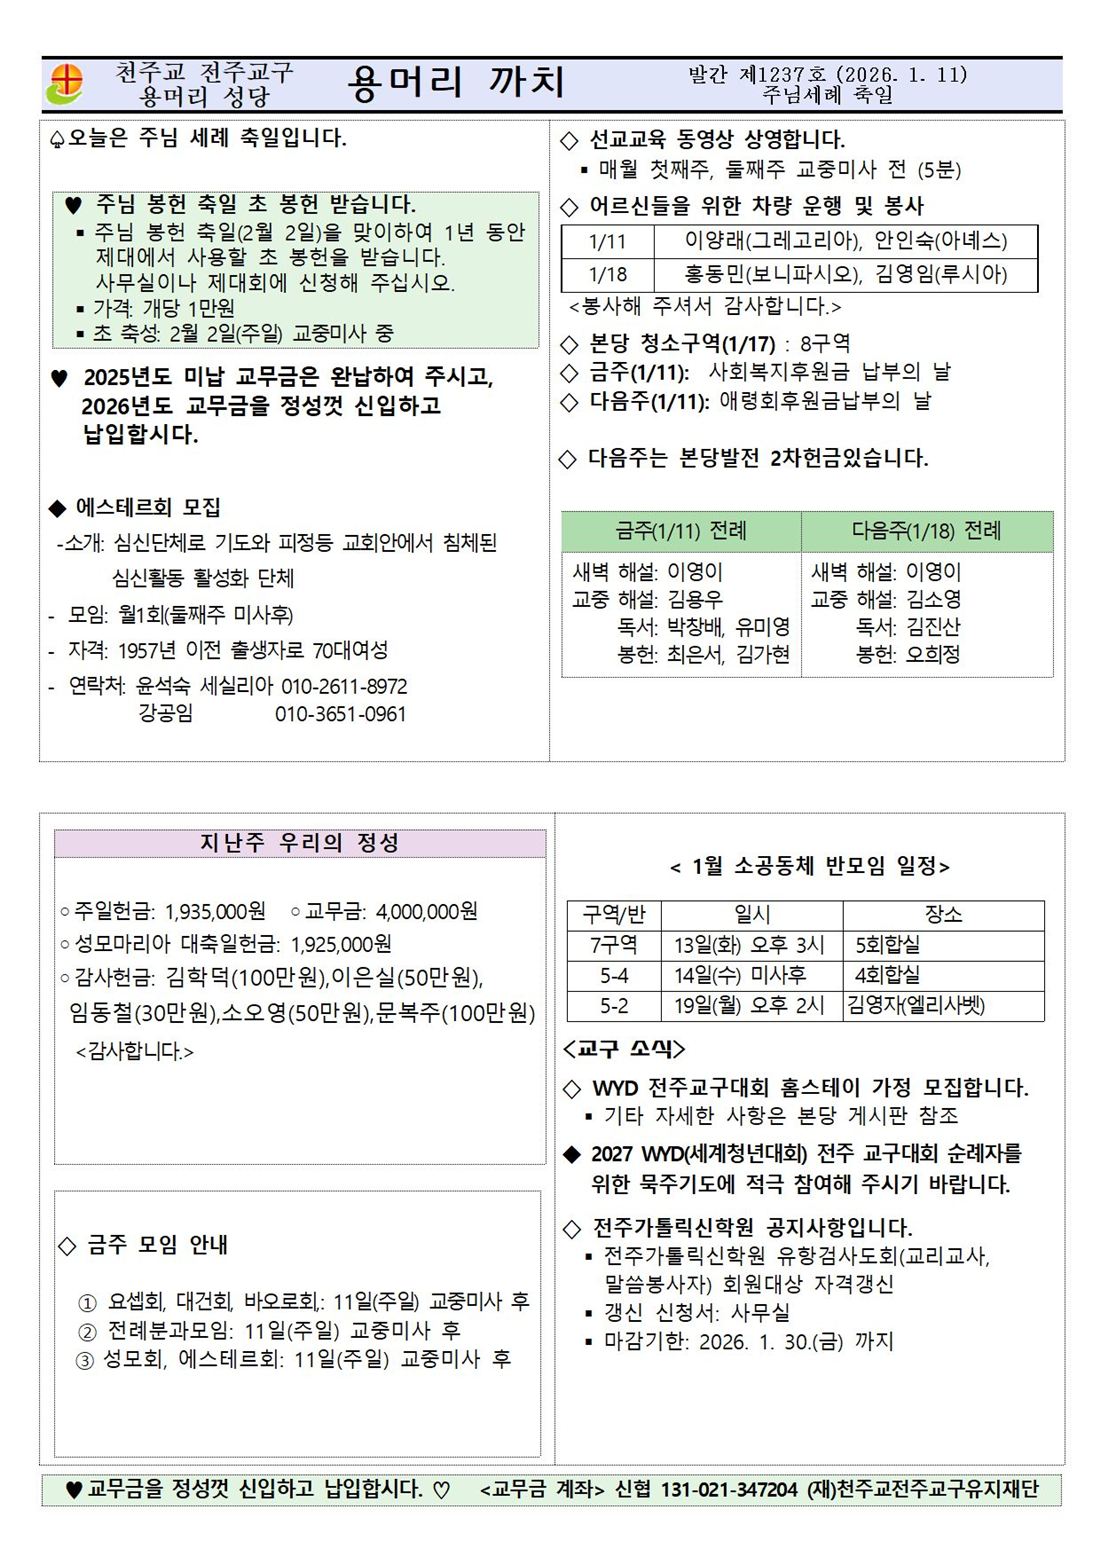 천주교 전주교구
용머리 성당
용머리 까치
발간 제1237호 (2026. 1. 11)
주님세례 축일
♤오늘은 주님 세례 축일입니다.
♥ 주님 봉헌 축일 초 봉헌 받습니다.
▪ 주님 봉헌 축일(2월 2일)을 맞이하여 1년 동안
제대에서 사용할 초 봉헌을 받습니다.
사무실이나 제대회에 신청해 주십시오.
▪ 가격: 개당 1만원
▪ 초 축성: 2월 2일(주일) 교중미사 중
♥ 2025년도 미납 교무금은 완납하여 주시고,
2026년도 교무금을 정성껏 신입하고
납입합시다.
◆ 에스테르회 모집
-소개: 심신단체로 기도와 피정등 교회안에서 침체된
심신활동 활성화 단체
- 모임: 월1회(둘째주 미사후)
- 자격: 1957년 이전 출생자로 70대여성
- 연락처: 윤석숙 세실리아 010-2611-8972
강공임 010-3651-0961
◇ 선교교육 동영상 상영합니다.
▪ 매월 첫째주, 둘째주 교중미사 전 (5분)
◇ 어르신들을 위한 차량 운행 및 봉사
1/11 이양래(그레고리아), 안인숙(아녜스)
1/18 홍동민(보니파시오), 김영임(루시아)
<봉사해 주셔서 감사합니다.>
◇ 본당 청소구역(1/17) : 8구역
◇ 금주(1/11): 사회복지후원금 납부의 날
◇ 다음주(1/11): 애령회후원금납부의 날
◇ 다음주는 본당발전 2차헌금있습니다.
금주(1/11) 전례 다음주(1/18) 전례
새벽 해설: 이영이 새벽 해설: 이영이
교중 해설: 김용우 교중 해설: 김소영
독서: 박창배, 유미영 독서: 김진산
봉헌: 최은서, 김가현 봉헌: 오희정
지난주 우리의 정성
○ 주일헌금: 1,935,000원 ○ 교무금: 4,000,000원
○ 성모마리아 대축일헌금: 1,925,000원
○ 감사헌금: 김학덕(100만원),이은실(50만원),
임동철(30만원),소오영(50만원),문복주(100만원)
<감사합니다.>
◇ 금주 모임 안내
① 요셉회, 대건회, 바오로회,: 11일(주일) 교중미사 후
② 전례분과모임: 11일(주일) 교중미사 후
③ 성모회, 에스테르회: 11일(주일) 교중미사 후
< 1월 소공동체 반모임 일정>
구역/반 일시 장소
7구역 13일(화) 오후 3시 5회합실
5-4 14일(수) 미사후 4회합실
5-2 19일(월) 오후 2시 김영자(엘리사벳)
<교구 소식>
◇ WYD 전주교구대회 홈스테이 가정 모집합니다.
▪ 기타 자세한 사항은 본당 게시판 참조
◆ 2027 WYD(세계청년대회) 전주 교구대회 순례자를
위한 묵주기도에 적극 참여해 주시기 바랍니다.
◇ 전주가톨릭신학원 공지사항입니다.
▪ 전주가톨릭신학원 유항검사도회(교리교사,
말씀봉사자) 회원대상 자격갱신
▪ 갱신 신청서: 사무실
▪ 마감기한: 2026. 1. 30.(금) 까지
♥교무금을 정성껏 신입하고 납입합시다. ♡ <교무금 계좌> 신협 131-021-347204 (재)천주교전주교구유지재단